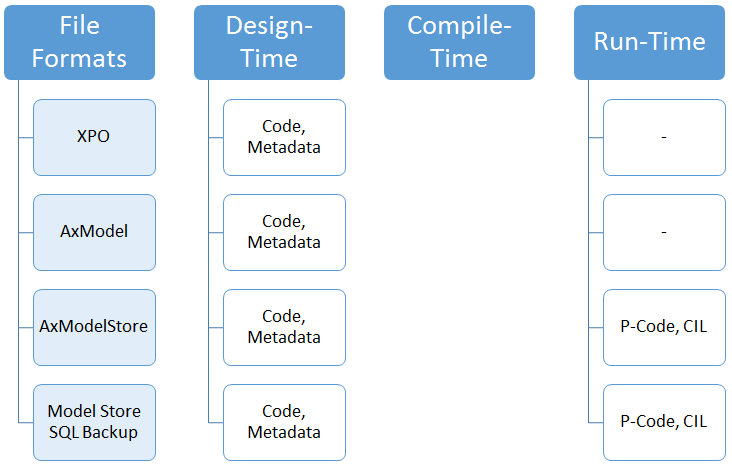 File
Formats
Design-
Time
Compile-
Time
Run-Time
XPO
Code,
Metadata
-
AxModel
Code,
Metadata
-
AxModelStore
Code,
Metadata
P-Code, CIL
Model Store
SQL Backup
Code,
Metadata
P-Code, CIL